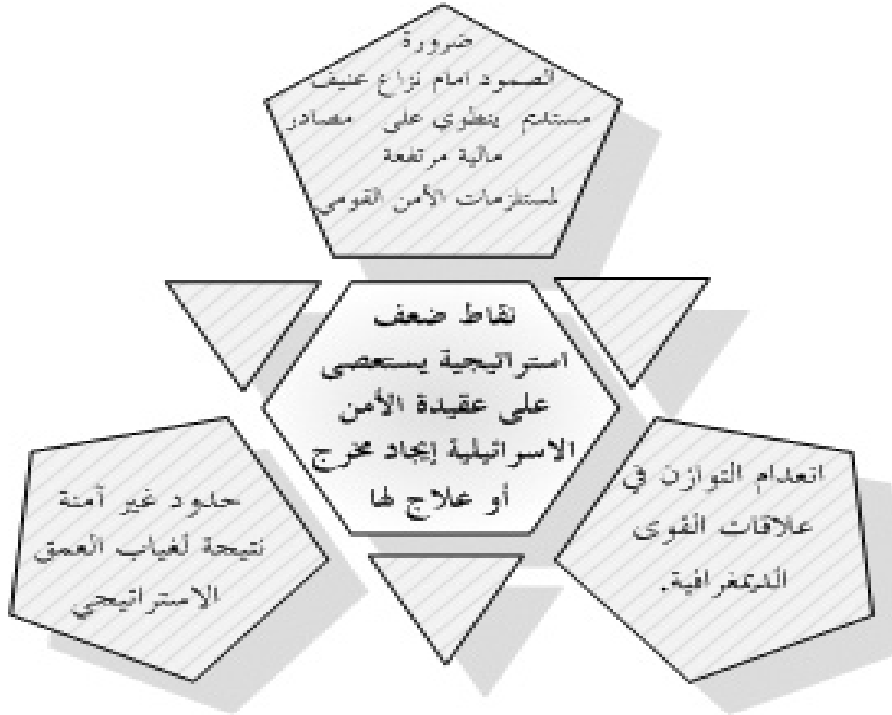 ضرورة
الصمود امام نزاع عنيف
مستديم ينطوي على مصادر
مالية مرتفعة
لمستلزمات الأمن القومي
نقاط ضعف
استراتيجية يستعصى
على عقيدة الأمن
الاسرائيلية إيجاد مخرج
أو علاج لها
انعدام التوازن في
علاقات القوى
الديمغرافية.
حدود غير آمنة
نتيجة لغياب العمق
الاستراتيجي